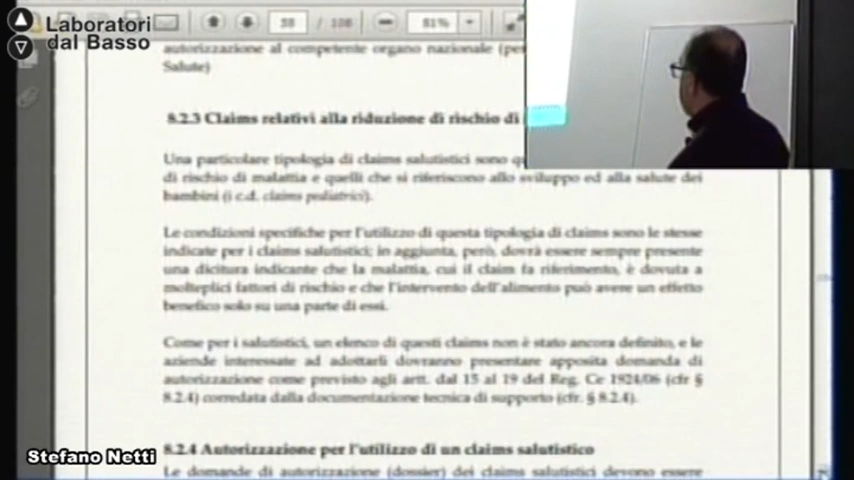 Laboratori
dal Basso
58 / 108
81%
autorizzazione al competente organo nazionale (per
Salute)
8.2.3 Claims relativi alla riduzione di rischio di
Una particolare tipologia di claims salutistici sono
di rischio di malattia e quelli che si riferiscono allo sviluppo ed alla salute dei
bambini (i c.d. claims pediatrici).
Le condizioni specifiche per l'utilizzo di questa tipologia di claims sono le stesse
indicate per i claims salutistici; in aggiunta, però, dovrà essere sempre presente
una dicitura indicante che la malattia, cui il claim fa riferimento, è dovuta a
molteplici fattori di rischio e che l'intervento dell'alimento può avere un effetto
benefico solo su una parte di essi.
Come per i salutistici, un elenco di questi claims non è stato ancora definito, e le
aziende interessate ad adottarli dovranno presentare apposita domanda di
autorizzazione come previsto agli artt. dal 15 al 19 del Reg. Ce 1924/06 (cfr §
8.2.4) corredata dalla documentazione tecnica di supporto (cfr. § 8.2.4).
8.2.4 Autorizzazione per l'utilizzo di un claims salutistico
Le domande di autorizzazione (dossier) dei claims salutistici devono essere
Stefano Netti